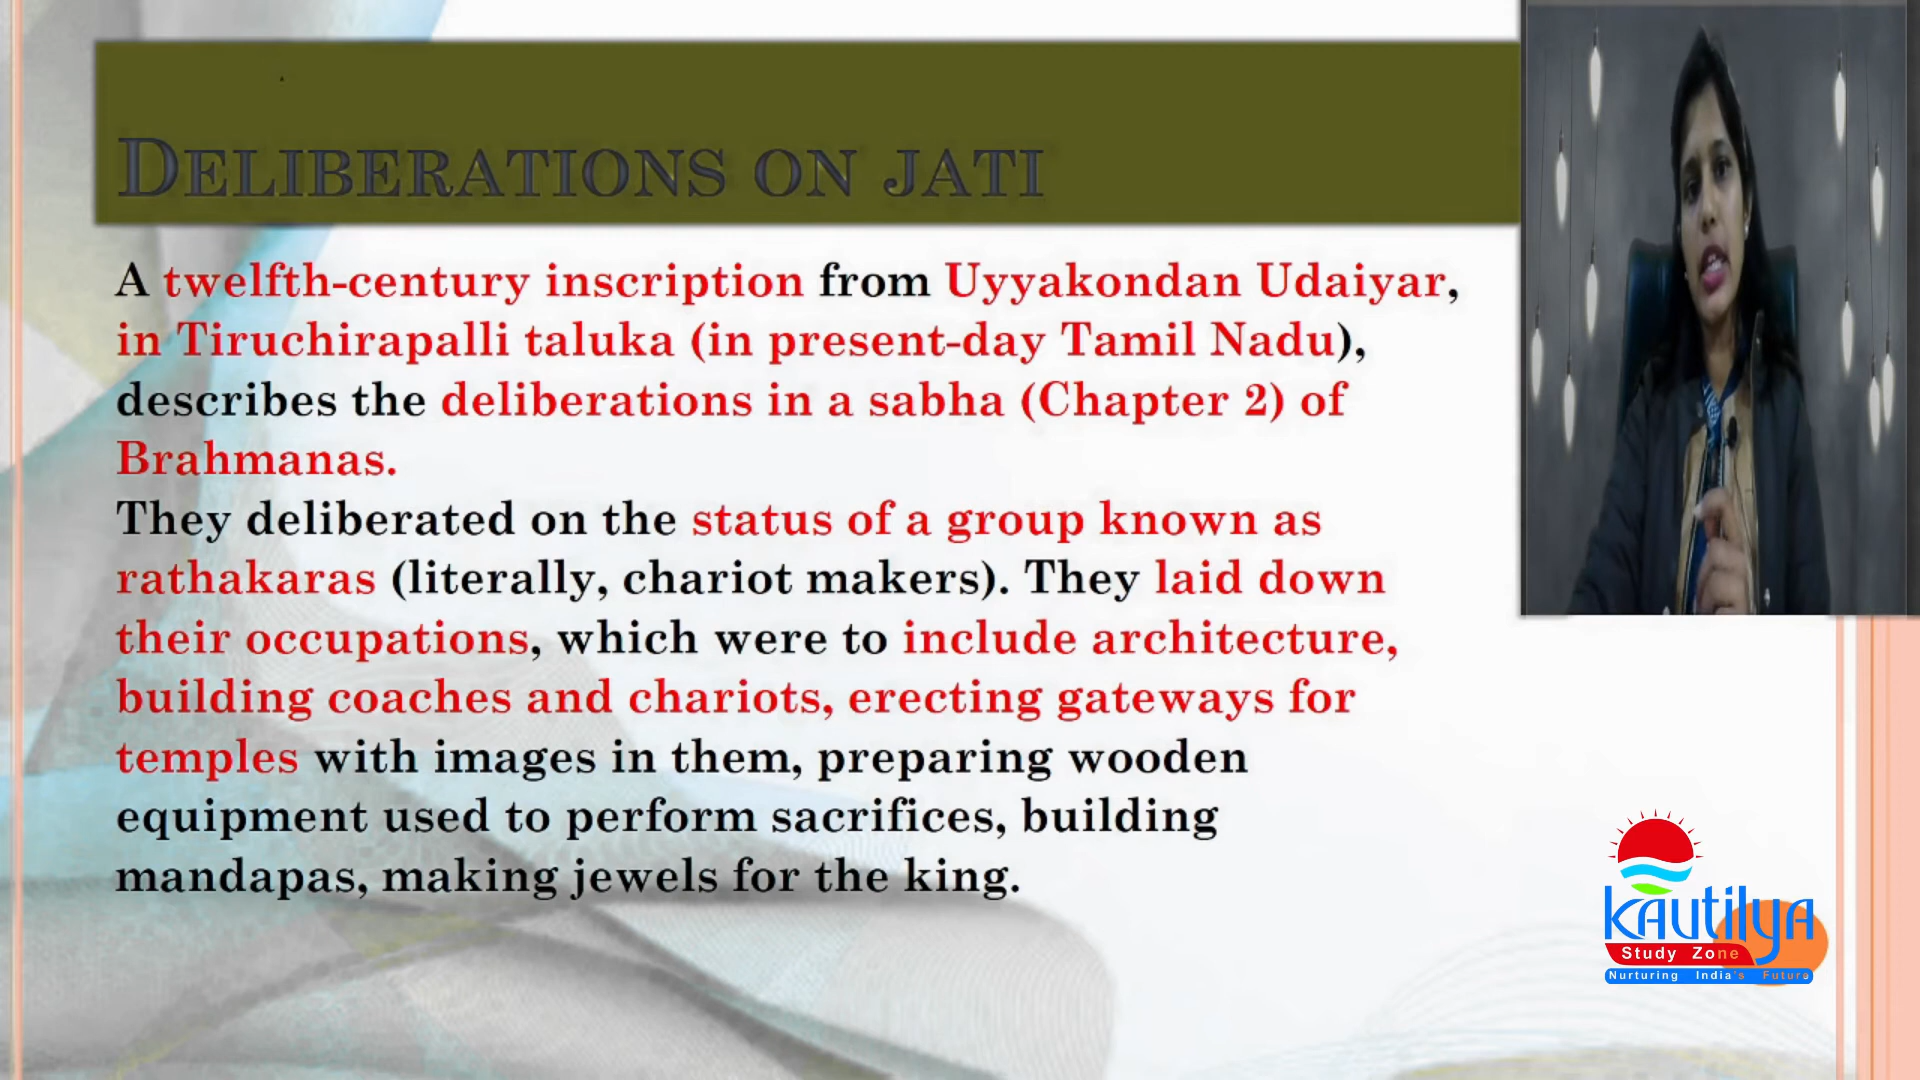 DELIBERATIONS ON JATI
A twelfth-century inscription from Uyyakondan Udaiyar,
in Tiruchirapalli taluka (in present-day Tamil Nadu),
describes the deliberations in a sabha (Chapter 2) of
Brahmanas.
They deliberated on the status of a group known as
rathakaras (literally, chariot makers). They laid down
their occupations, which were to include architecture,
building coaches and chariots, erecting gateways for
temples with images in them, preparing wooden
equipment used to perform sacrifices, building
mandapas, making jewels for the king.
kAutilyA
Study Zone
Nurturing India's Future